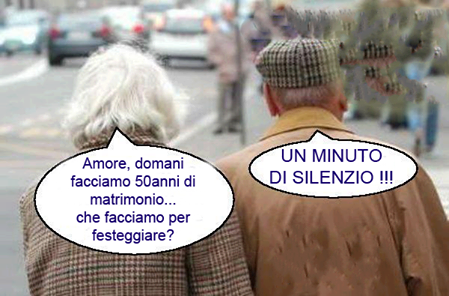 Amore, domani
facciamo 50anni di
matrimonio...
che facciamo per
festeggiare?
UN MINUTO
DI SILENZIO !!!